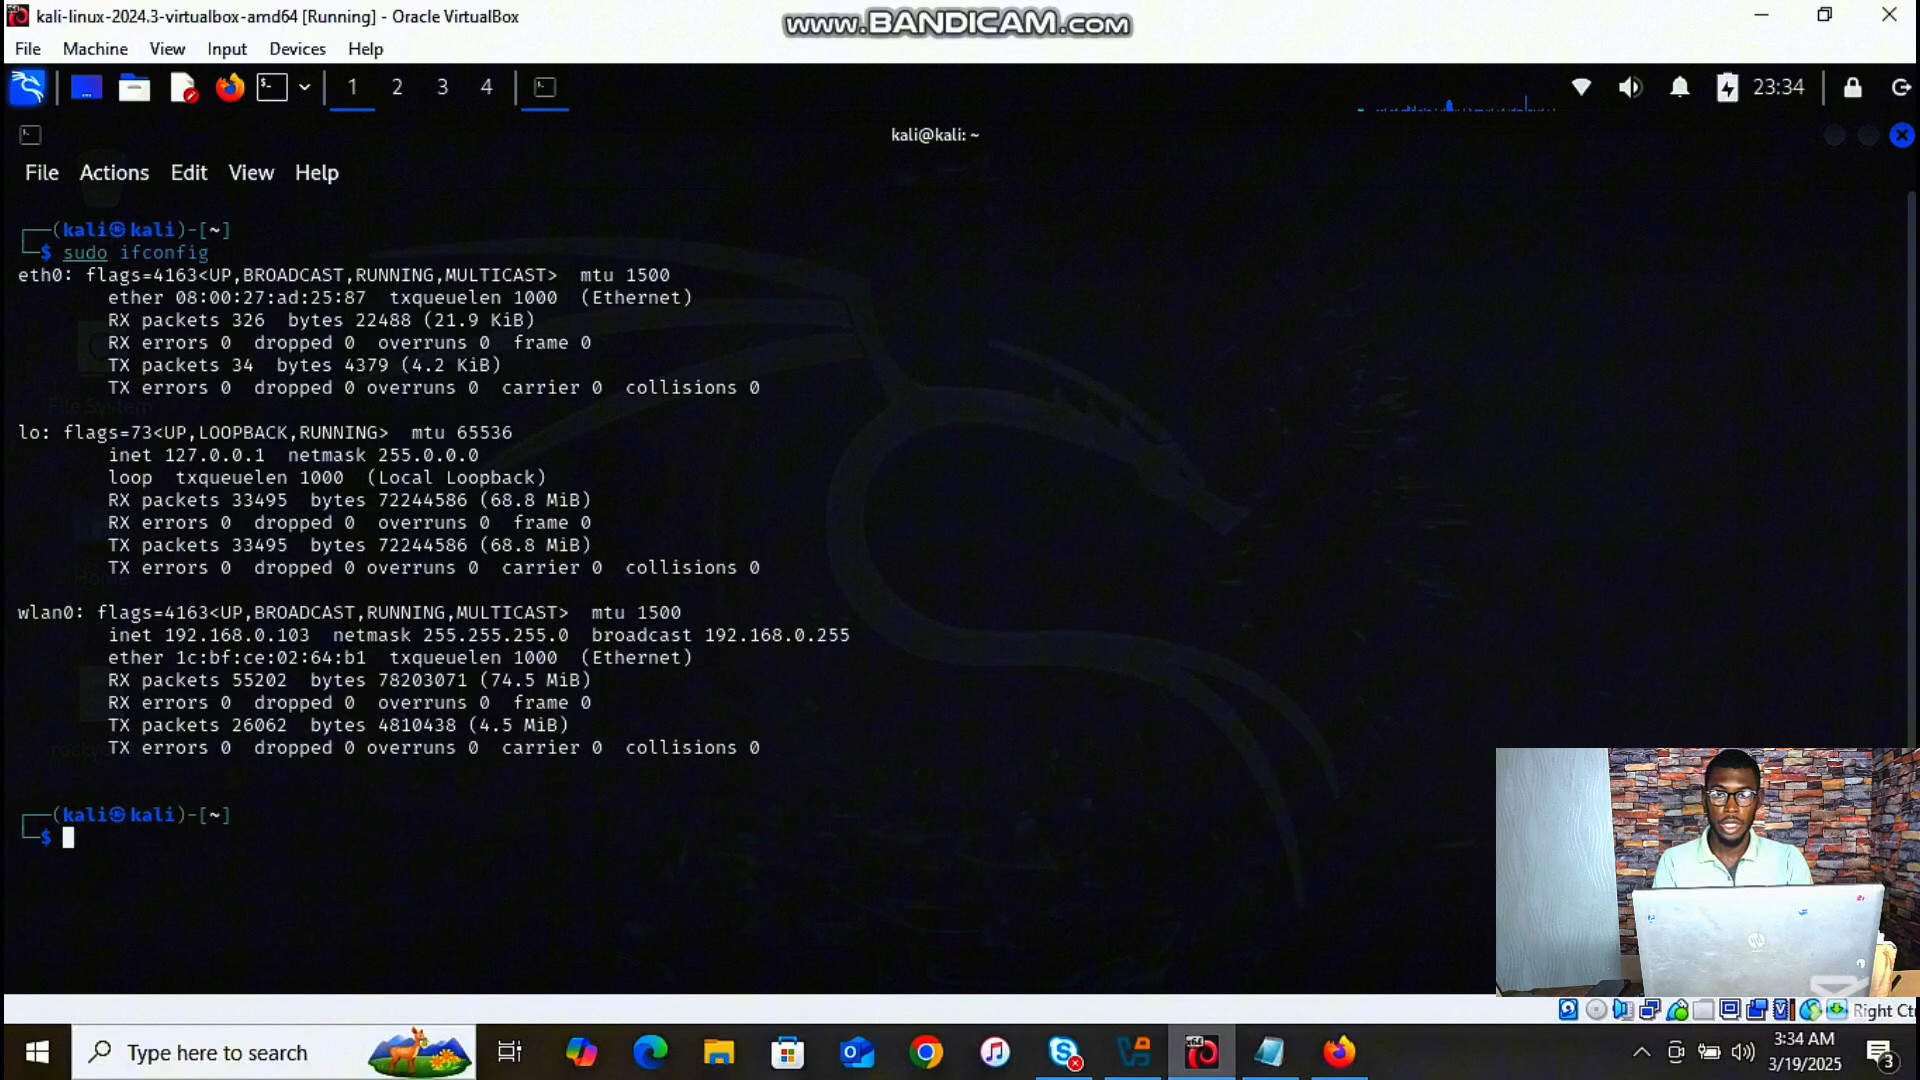 kali-linux-2024.3-virtualbox-amd64 [Running] - Oracle VirtualBox
www.BANDICAM.com
File Machine View Input Devices Help
1 2 3 4
23:34
kali@kali: ~
File Actions Edit View Help
┌──(kali㉿kali)-[~]
└─$ sudo ifconfig
eth0: flags=4163<UP,BROADCAST,RUNNING,MULTICAST>  mtu 1500
ether 08:00:27:ad:25:87  txqueuelen 1000  (Ethernet)
RX packets 326  bytes 22488 (21.9 KiB)
RX errors 0  dropped 0  overruns 0  frame 0
TX packets 34  bytes 4379 (4.2 KiB)
TX errors 0  dropped 0 overruns 0  carrier 0  collisions 0
File System
lo: flags=73<UP,LOOPBACK,RUNNING>  mtu 65536
inet 127.0.0.1  netmask 255.0.0.0
loop  txqueuelen 1000  (Local Loopback)
RX packets 33495  bytes 72244586 (68.8 MiB)
RX errors 0  dropped 0  overruns 0  frame 0
TX packets 33495  bytes 72244586 (68.8 MiB)
TX errors 0  dropped 0 overruns 0  carrier 0  collisions 0
Home
wlan0: flags=4163<UP,BROADCAST,RUNNING,MULTICAST>  mtu 1500
inet 192.168.0.103  netmask 255.255.255.0  broadcast 192.168.0.255
ether 1c:bf:ce:02:64:b1  txqueuelen 1000  (Ethernet)
RX packets 55202  bytes 78203071 (74.5 MiB)
RX errors 0  dropped 0  overruns 0  frame 0
TX packets 26062  bytes 4810438 (4.5 MiB)
TX errors 0  dropped 0 overruns 0  carrier 0  collisions 0
┌──(kali㉿kali)-[~]
└─$
hp
Right Ct
Type here to search
3:34 AM
3/19/2025
3